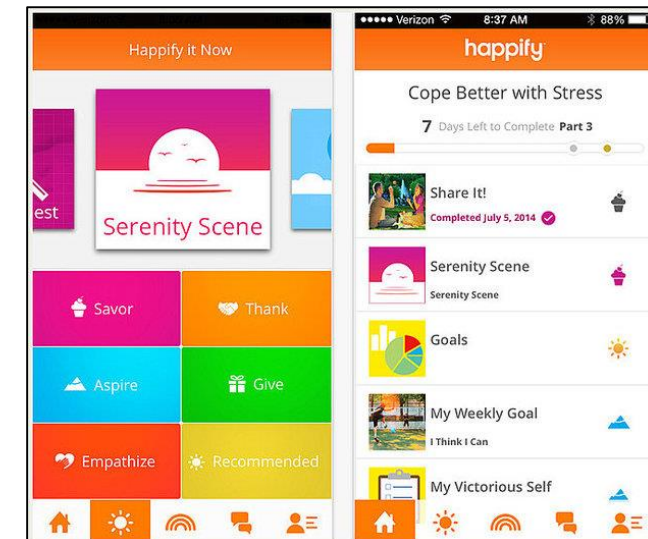 Happify it Now
est
Serenity Scene
Savor
Thank
Aspire
Give
Empathize
Recommended
Verizon 8:37 AM 88%
happify
Cope Better with Stress
7 Days Left to Complete Part 3
Share It!
Completed July 5, 2014
Serenity Scene
Serenity Scene
Goals
My Weekly Goal
I Think I Can
My Victorious Self